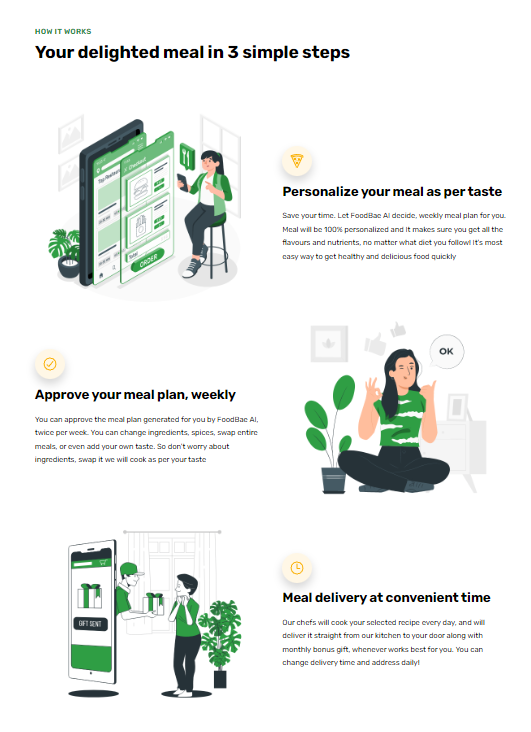 HOW IT WORKS
Your delighted meal in 3 simple steps
Checkout
ORDER
Personalize your meal as per taste
Save your time. Let FoodBae AI decide, weekly meal plan for you.
Meal will be 100% personalized and it makes sure you get all the
flavours and nutrients, no matter what diet you follow! It's most
easy way to get healthy and delicious food quickly
OK
Approve your meal plan, weekly
You can approve the meal plan generated for you by FoodBae AI,
twice per week. You can change ingredients, spices, swap entire
meals, or even add your own taste. So don't worry about
ingredients, swap it we will cook as per your taste
GIFT SENT
Meal delivery at convenient time
Our chefs will cook your selected recipe every day, and will
deliver it straight from our kitchen to your door along with
monthly bonus gift, whenever works best for you. You can
change delivery time and address daily!